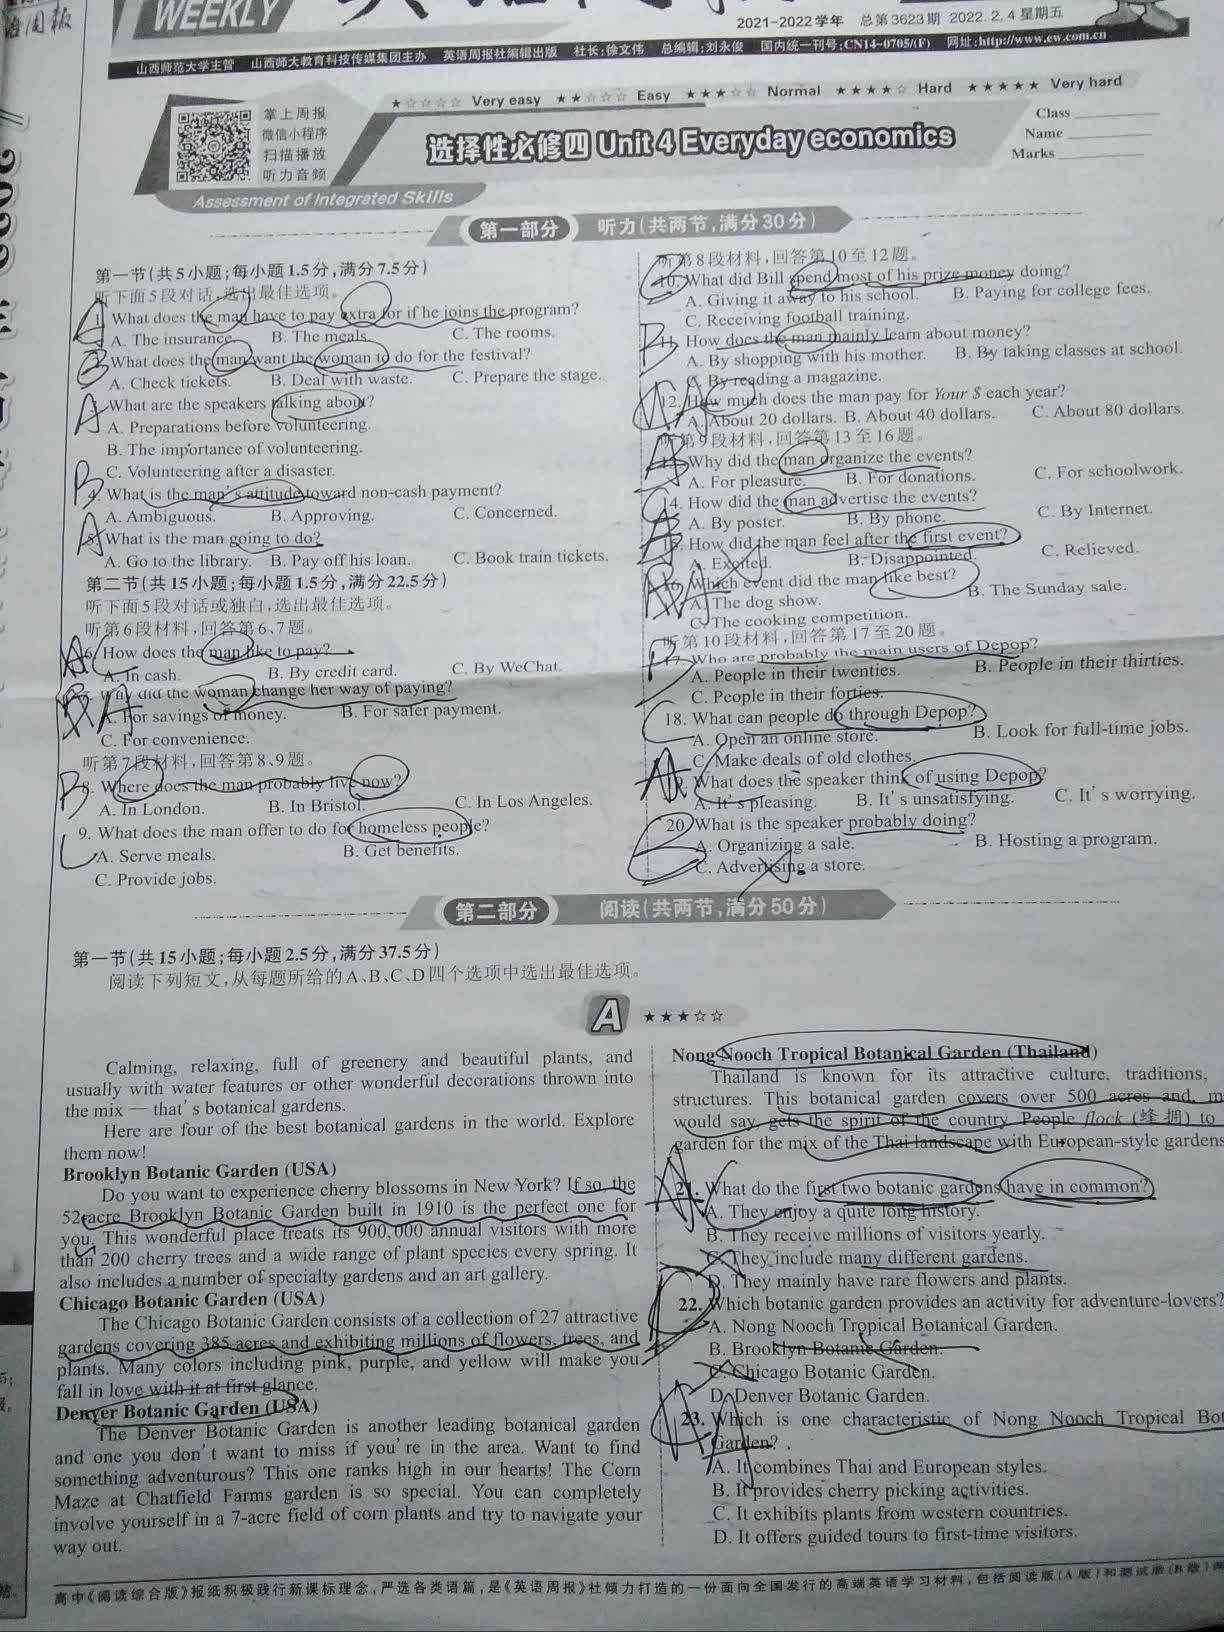 WEEKLY
2021-2022学年 总第3623期 2022.2.4 星期五
山西师范大学主管 山西师大教育科技传媒集团主办 英语周报社编辑出版 社长:徐文伟 总编辑:刘永俊 国内统一刊号:CN14-0705/(F) 网址:http://www.ew.com.cn
★☆☆☆☆ Very easy ★★☆☆☆ Easy ★★★☆☆ Normal ★★★★☆ Hard ★★★★★ Very hard
掌上周报
微信小程序
扫描播放
听力音频
选择性必修四 Unit 4 Everyday economics
Class
Name
Marks
Assessment of Integrated Skills
第一部分 听力(共两节,满分30分)
第一节(共5小题;每小题1.5分,满分7.5分)
听下面5段对话,选出最佳选项。
What does the man have to pay extra for if he joins the program?
A. The insurance. B. The meals. C. The rooms.
What does the man want the woman to do for the festival?
A. Check tickets. B. Deal with waste. C. Prepare the stage.
What are the speakers talking about?
A. Preparations before volunteering.
B. The importance of volunteering.
C. Volunteering after a disaster.
4. What is the man's attitude toward non-cash payment?
A. Ambiguous. B. Approving. C. Concerned.
What is the man going to do?
A. Go to the library. B. Pay off his loan. C. Book train tickets.
第二节(共15小题;每小题1.5分,满分22.5分)
听下面5段对话或独白,选出最佳选项。
听第6段材料,回答第6、7题。
6. How does the man like to pay?
A. In cash. B. By credit card. C. By WeChat.
Why did the woman change her way of paying?
A. For savings of money. B. For safer payment.
C. For convenience.
听第7段材料,回答第8、9题。
8. Where does the man probably live now?
A. In London. B. In Bristol. C. In Los Angeles.
9. What does the man offer to do for homeless people?
A. Serve meals. B. Get benefits.
C. Provide jobs.
听第8段材料,回答第10至12题。
10. What did Bill spend most of his prize money doing?
A. Giving it away to his school. B. Paying for college fees.
C. Receiving football training.
11. How does the man mainly learn about money?
A. By shopping with his mother. B. By taking classes at school.
C. By reading a magazine.
12. How much does the man pay for Your $ each year?
A. About 20 dollars. B. About 40 dollars. C. About 80 dollars.
听第9段材料,回答第13至16题。
13. Why did the man organize the events?
A. For pleasure. B. For donations. C. For schoolwork.
14. How did the man advertise the events?
A. By poster. B. By phone. C. By Internet.
15. How did the man feel after the first event?
A. Excited. B. Disappointed. C. Relieved.
16. Which event did the man like best?
A. The dog show. B. The Sunday sale.
C. The cooking competition.
听第10段材料,回答第17至20题。
17. Who are probably the main users of Depop?
A. People in their twenties. B. People in their thirties.
C. People in their forties.
18. What can people do through Depop?
A. Open an online store. B. Look for full-time jobs.
C. Make deals of old clothes.
What does the speaker think of using Depop?
A. It's pleasing. B. It's unsatisfying. C. It's worrying.
20. What is the speaker probably doing?
A. Organizing a sale. B. Hosting a program.
C. Advertising a store.
第二部分 阅读(共两节,满分50分)
第一节(共15小题;每小题2.5分,满分37.5分)
阅读下列短文,从每题所给的A、B、C、D四个选项中选出最佳选项。
A ★★★☆☆
Calming, relaxing, full of greenery and beautiful plants, and
usually with water features or other wonderful decorations thrown into
the mix — that's botanical gardens.
Here are four of the best botanical gardens in the world. Explore
them now!
Brooklyn Botanic Garden (USA)
Do you want to experience cherry blossoms in New York? If so, the
52-acre Brooklyn Botanic Garden built in 1910 is the perfect one for
you. This wonderful place treats its 900,000 annual visitors with more
than 200 cherry trees and a wide range of plant species every spring. It
also includes a number of specialty gardens and an art gallery.
Chicago Botanic Garden (USA)
The Chicago Botanic Garden consists of a collection of 27 attractive
gardens covering 385 acres and exhibiting millions of flowers, trees, and
plants. Many colors including pink, purple, and yellow will make you
fall in love with it at first glance.
Denver Botanic Garden (USA)
The Denver Botanic Garden is another leading botanical garden
and one you don't want to miss if you're in the area. Want to find
something adventurous? This one ranks high in our hearts! The Corn
Maze at Chatfield Farms garden is so special. You can completely
involve yourself in a 7-acre field of corn plants and try to navigate your
way out.
Nong Nooch Tropical Botanical Garden (Thailand)
Thailand is known for its attractive culture, traditions,
structures. This botanical garden covers over 500 acres and, m
would say, gets the spirit of the country. People flock (蜂拥) to
garden for the mix of the Thai landscape with European-style gardens
21. What do the first two botanic gardens have in common?
A. They enjoy a quite long history.
B. They receive millions of visitors yearly.
C. They include many different gardens.
D. They mainly have rare flowers and plants.
22. Which botanic garden provides an activity for adventure-lovers?
A. Nong Nooch Tropical Botanical Garden.
B. Brooklyn Botanic Garden.
C. Chicago Botanic Garden.
D. Denver Botanic Garden.
23. Which is one characteristic of Nong Nooch Tropical Bot
Garden?
A. It combines Thai and European styles.
B. It provides cherry picking activities.
C. It exhibits plants from western countries.
D. It offers guided tours to first-time visitors.
高中《阅读综合版》报纸积极践行新课标理念,严选各类语篇,是《英语周报》社倾力打造的一份面向全国发行的高端英语学习材料,包括阅读版(A版)和测试版(B版)